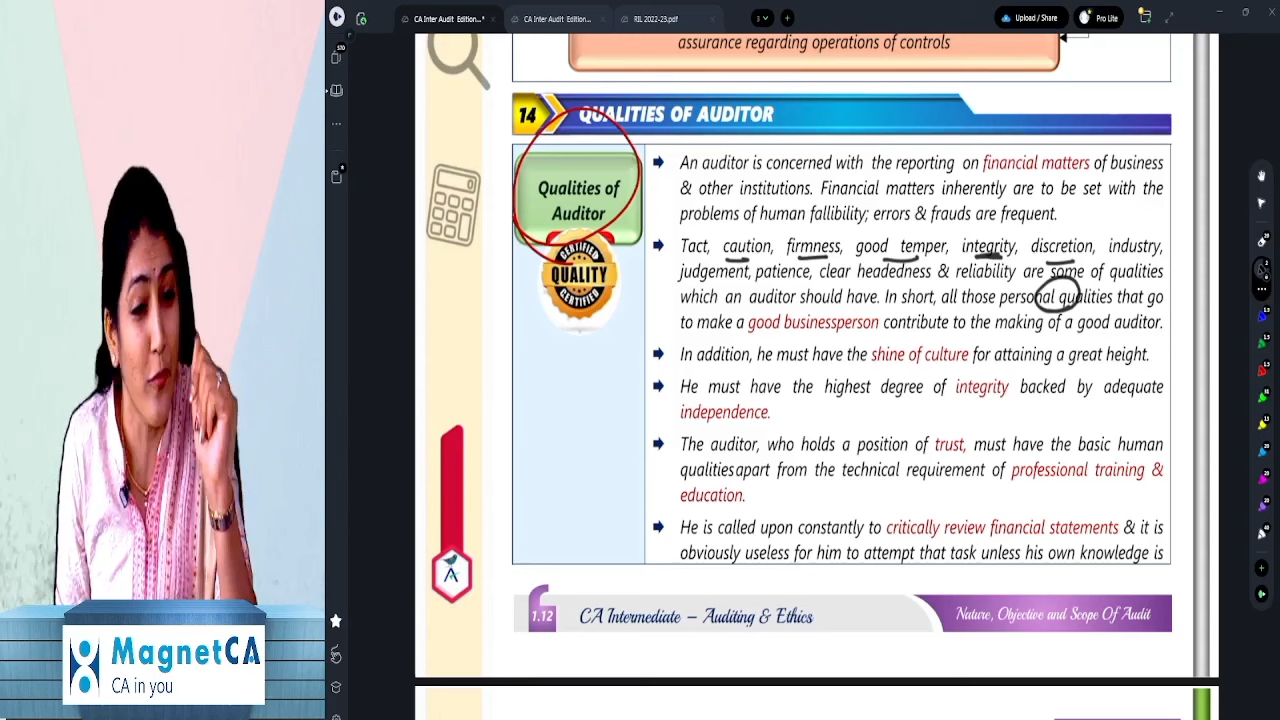 CA Inter Audit Edition...*
CA Inter Audit Edition...
RIL 2022-23.pdf
3
Upload / Share
Pro Lite
570
assurance regarding operations of controls
14
QUALITIES OF AUDITOR
Qualities of
Auditor
CERTIFIED
QUALITY
CERTIFIED
An auditor is concerned with the reporting on financial matters of business
& other institutions. Financial matters inherently are to be set with the
problems of human fallibility; errors & frauds are frequent.
Tact, caution, firmness, good temper, integrity, discretion, industry,
judgement, patience, clear headedness & reliability are some of qualities
which an auditor should have. In short, all those personal qualities that go
to make a good businessperson contribute to the making of a good auditor.
In addition, he must have the shine of culture for attaining a great height.
He must have the highest degree of integrity backed by adequate
independence.
The auditor, who holds a position of trust, must have the basic human
qualities apart from the technical requirement of professional training &
education.
He is called upon constantly to critically review financial statements & it is
obviously useless for him to attempt that task unless his own knowledge is
1.12
CA Intermediate – Auditing & Ethics
Nature, Objective and Scope Of Audit
MagnetCA
CA in you